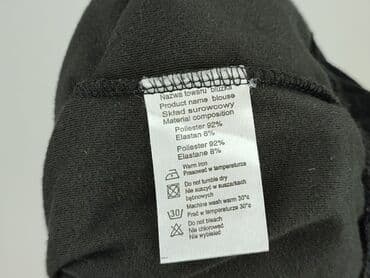 Nazwa towaru bluzka
Product name blouse
Skład surowcowy
Material composition
Poliester 92%
Elastan 8%
Poliester 92%
Elastane 8%
Warm iron
Prasować w temperaturze
Do not tumble dry
Nie suszyć w suszarkach
bębnowych
Machine wash warm 30°c
Prać w temperaturze 30°c
30
Do not bleach
Nie chlorować
Nie wybielać